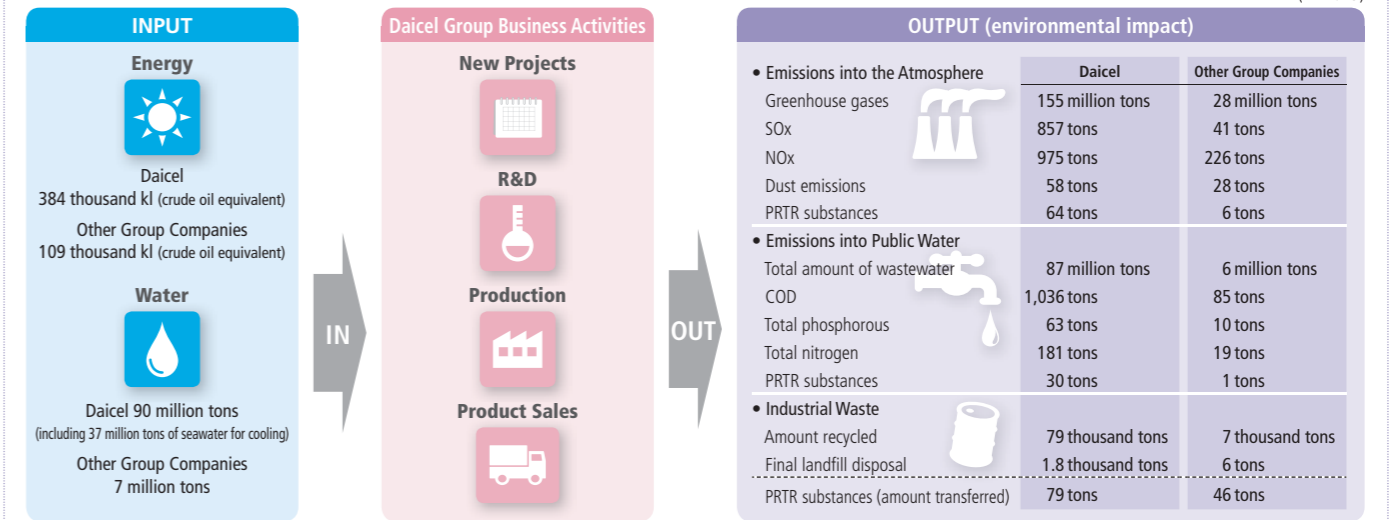 INPUT
Energy
Daicel
384 thousand kl (crude oil equivalent)
Other Group Companies
109 thousand kl (crude oil equivalent)
Water
Daicel 90 million tons
(including 37 million tons of seawater for cooling)
Other Group Companies
7 million tons
IN
Daicel Group Business Activities
New Projects
R&D
Production
Product Sales
OUT
OUTPUT (environmental impact)
• Emissions into the Atmosphere Daicel Other Group Companies
Greenhouse gases 155 million tons 28 million tons
SOx 857 tons 41 tons
NOx 975 tons 226 tons
Dust emissions 58 tons 28 tons
PRTR substances 64 tons 6 tons
• Emissions into Public Water
Total amount of wastewater 87 million tons 6 million tons
COD 1,036 tons 85 tons
Total phosphorous 63 tons 10 tons
Total nitrogen 181 tons 19 tons
PRTR substances 30 tons 1 tons
• Industrial Waste
Amount recycled 79 thousand tons 7 thousand tons
Final landfill disposal 1.8 thousand tons 6 tons
PRTR substances (amount transferred) 79 tons 46 tons